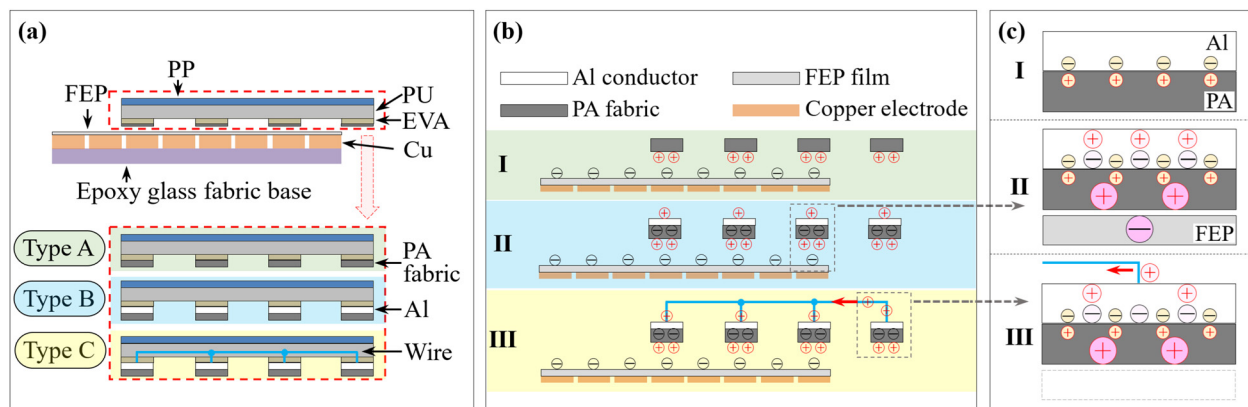 (a)
PP
FEP
PU
EVA
Cu
Epoxy glass fabric base
Type A
PA
fabric
Type B
Al
Type C
Wire
(b)
Al conductor
FEP film
PA fabric
Copper electrode
I
II
III
(c)
I
Al
PA
II
FEP
III